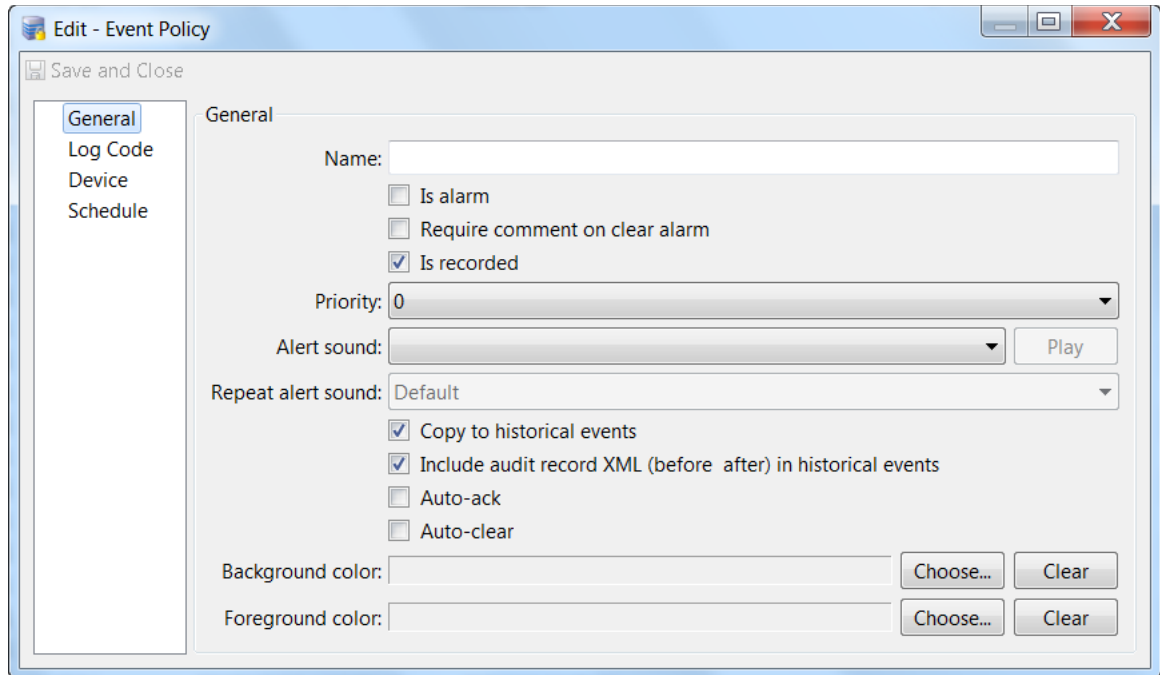 Edit - Event Policy
Save and Close
General
Log Code
Device
Schedule
General
Name:
Is alarm
Require comment on clear alarm
Is recorded
Priority: 0
Alert sound: Play
Repeat alert sound: Default
Copy to historical events
Include audit record XML (before after) in historical events
Auto-ack
Auto-clear
Background color: Choose... Clear
Foreground color: Choose... Clear